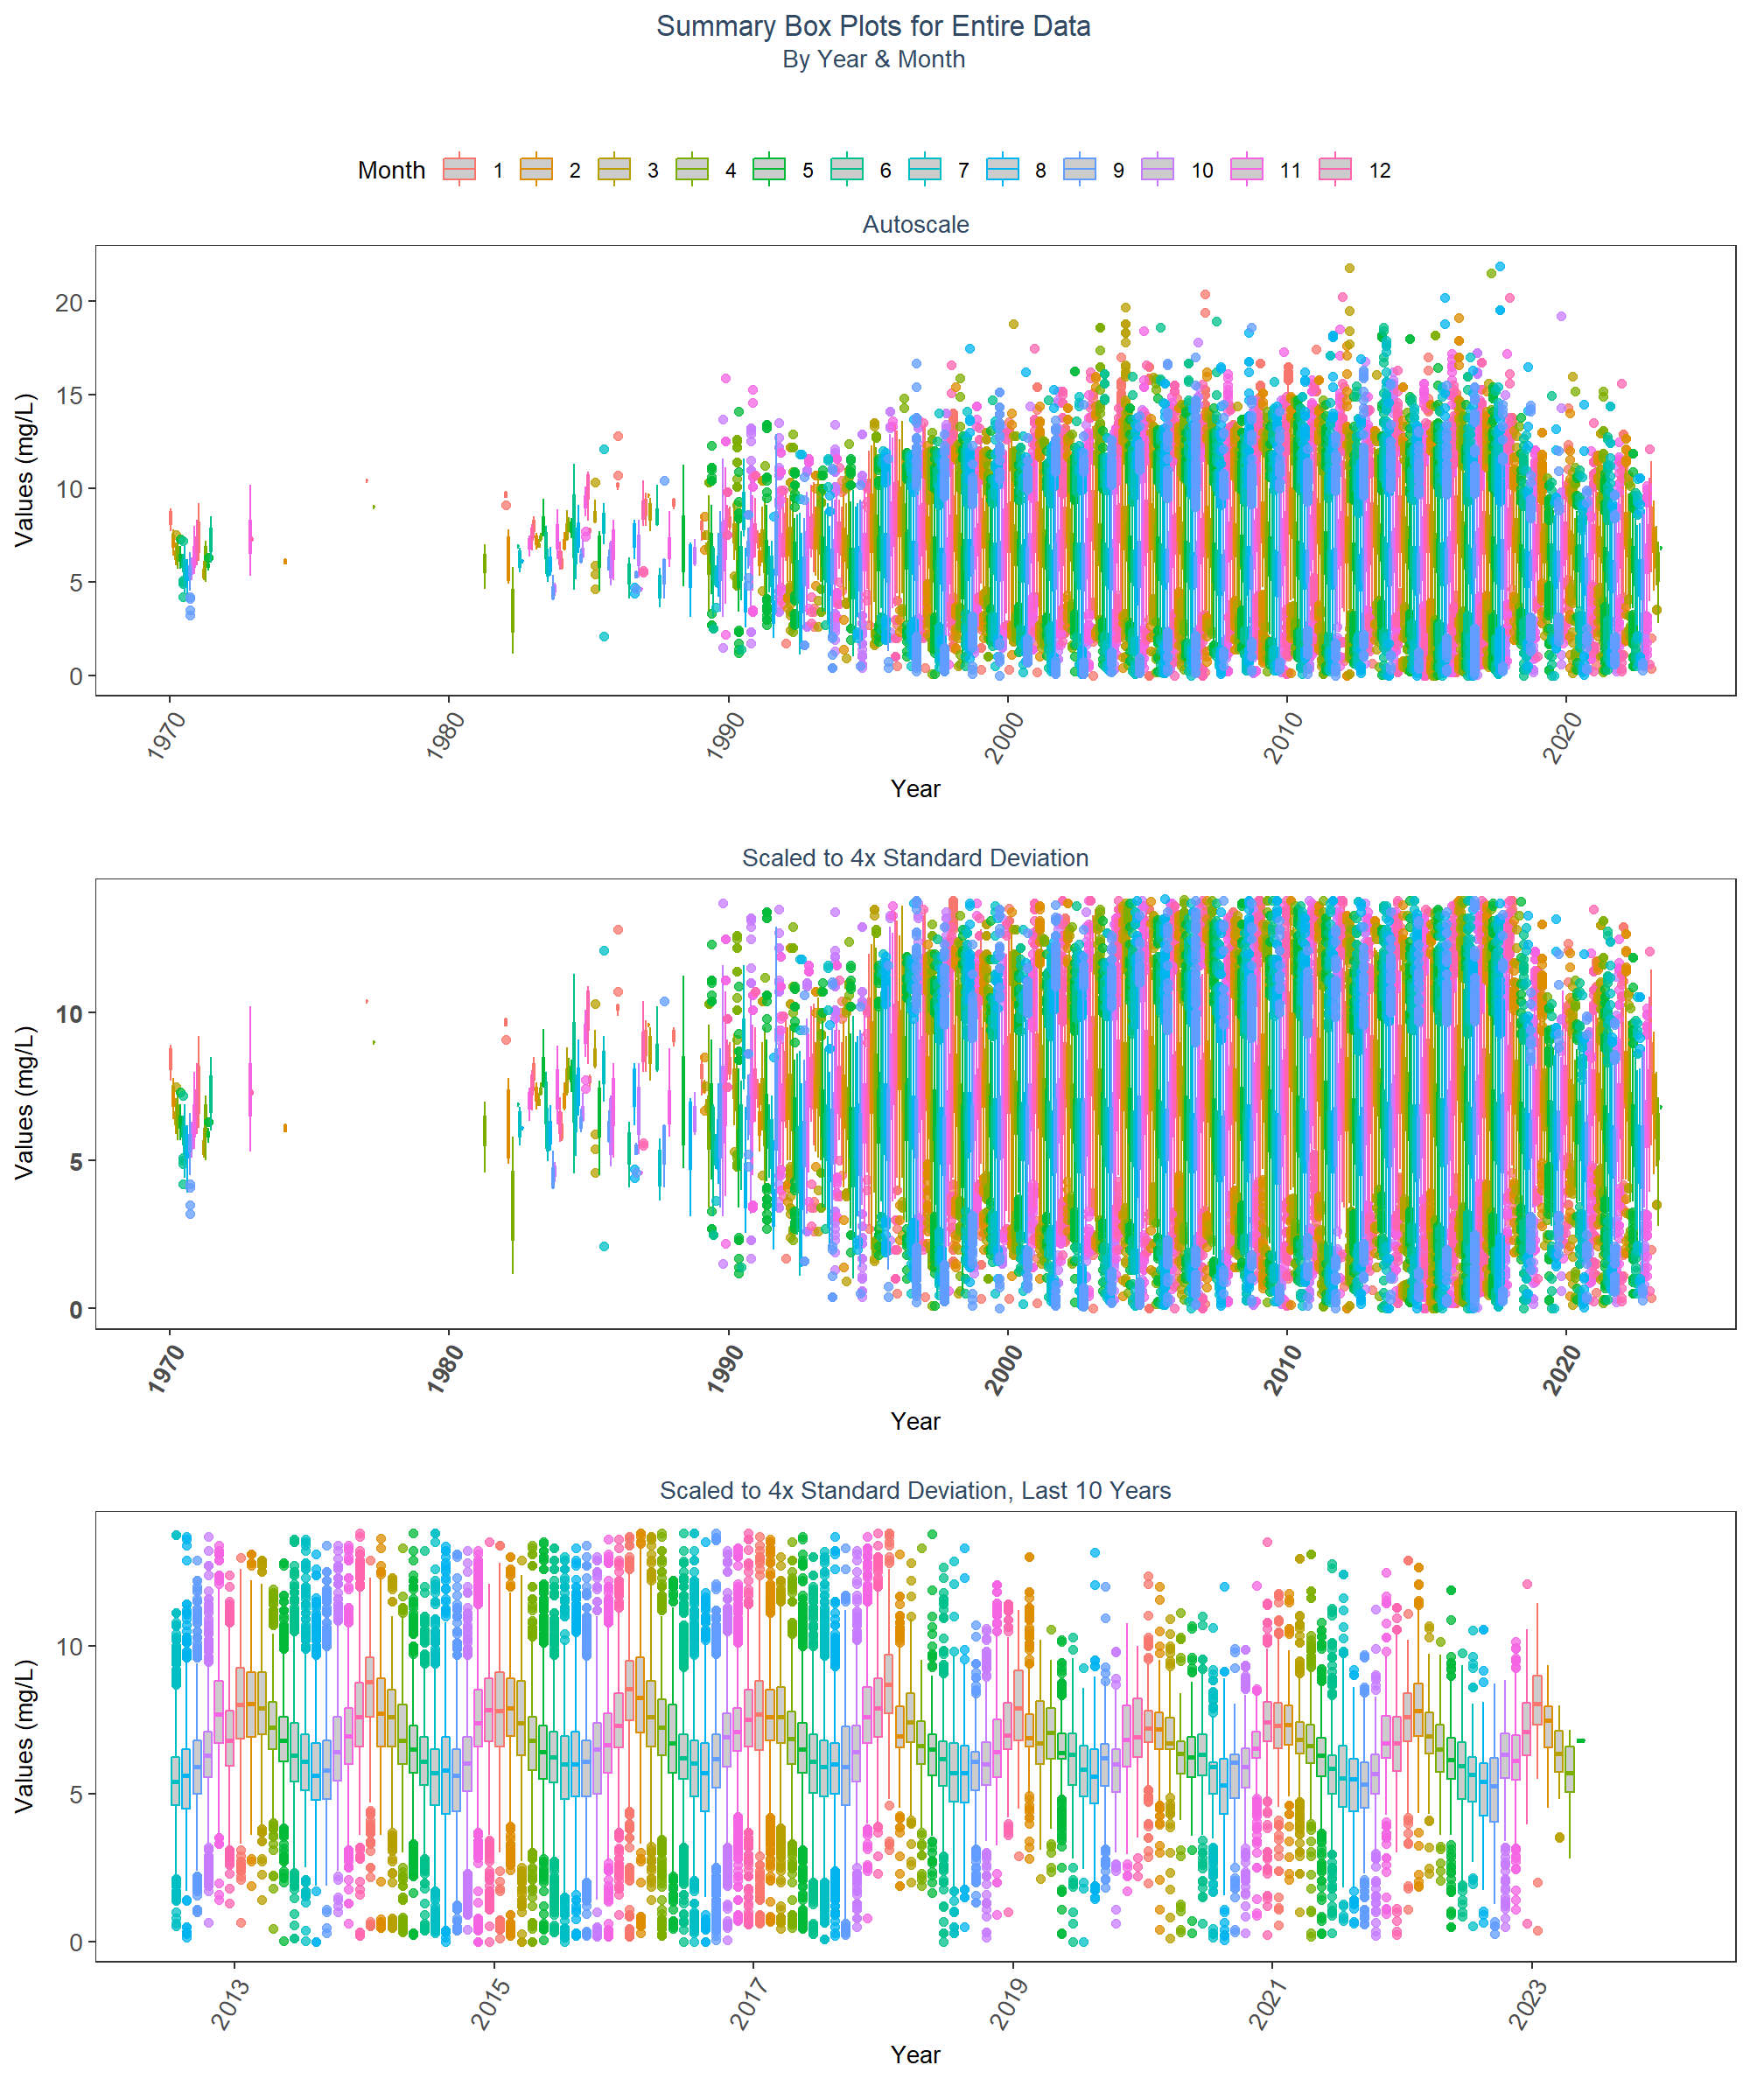 Summary Box Plots for Entire Data
By Year & Month
Month 1 2 3 4 5 6 7 8 9 10 11 12
Autoscale
Values (mg/L)
20
15
10
5
0
1970 1980 1990 2000 2010 2020
Year
Scaled to 4x Standard Deviation
Values (mg/L)
10
5
0
1970 1980 1990 2000 2010 2020
Year
Scaled to 4x Standard Deviation, Last 10 Years
Values (mg/L)
10
5
0
2013 2015 2017 2019 2021 2023
Year